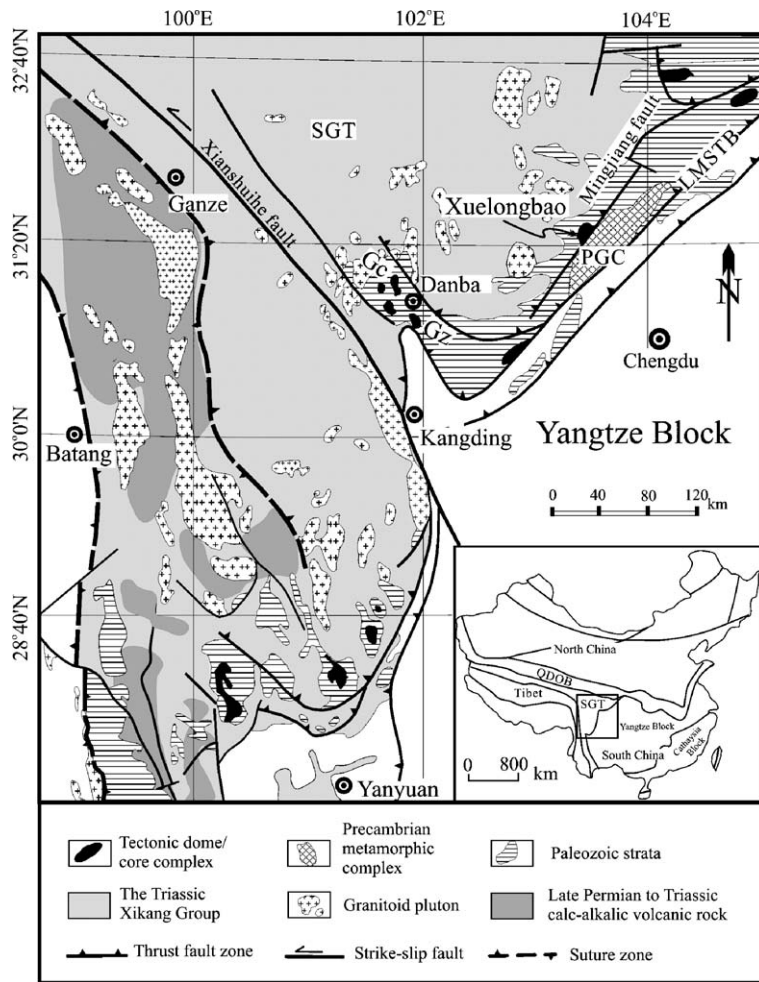 100°E
102°E
104°E
32°40'N
31°20'N
30°0'N
28°40'N
SGT
Mingjiang fault
LMSTB
Xianshuihe fault
Ganze
Xuelongbao
PGC
Gc
Danba
N
Gz
Chengdu
Kangding
Yangtze Block
Batang
0 40 80 120
km
North China
QDOB
Tibet
SGT
Yangtze Block
South China
Cathaysia
Block
0 800
km
Yanyuan
Tectonic dome/
core complex
Precambrian
metamorphic
complex
Paleozoic strata
The Triassic
Xikang Group
Granitoid pluton
Late Permian to Triassic
calc-alkalic volcanic rock
Thrust fault zone
Strike-slip fault
Suture zone